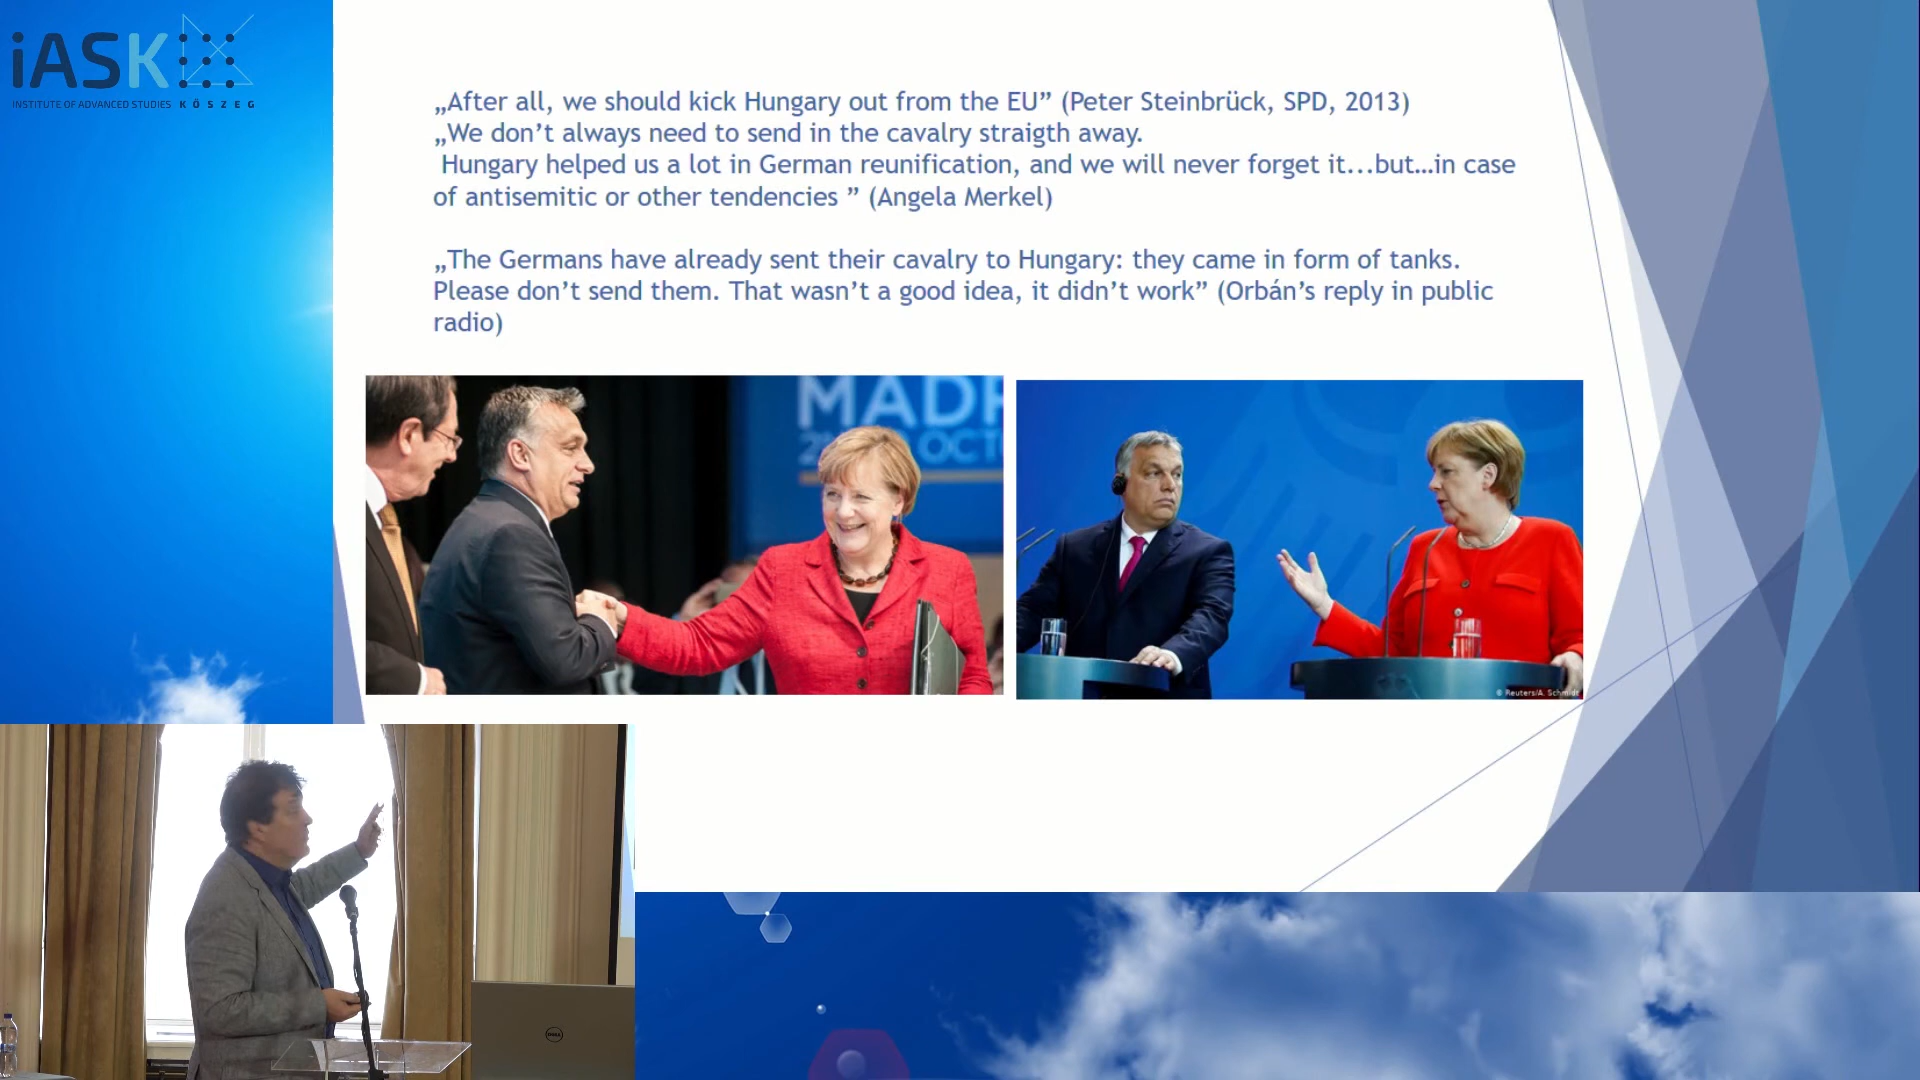 iASK
INSTITUTE OF ADVANCED STUDIES KŐSZEG
„After all, we should kick Hungary out from the EU” (Peter Steinbrück, SPD, 2013)
„We don’t always need to send in the cavalry straigth away.
Hungary helped us a lot in German reunification, and we will never forget it...but…in case
of antisemitic or other tendencies ” (Angela Merkel)
„The Germans have already sent their cavalry to Hungary: they came in form of tanks.
Please don’t send them. That wasn’t a good idea, it didn’t work” (Orbán’s reply in public
radio)
MADR
OCTO
© Reuters/A. Schmidt
DELL